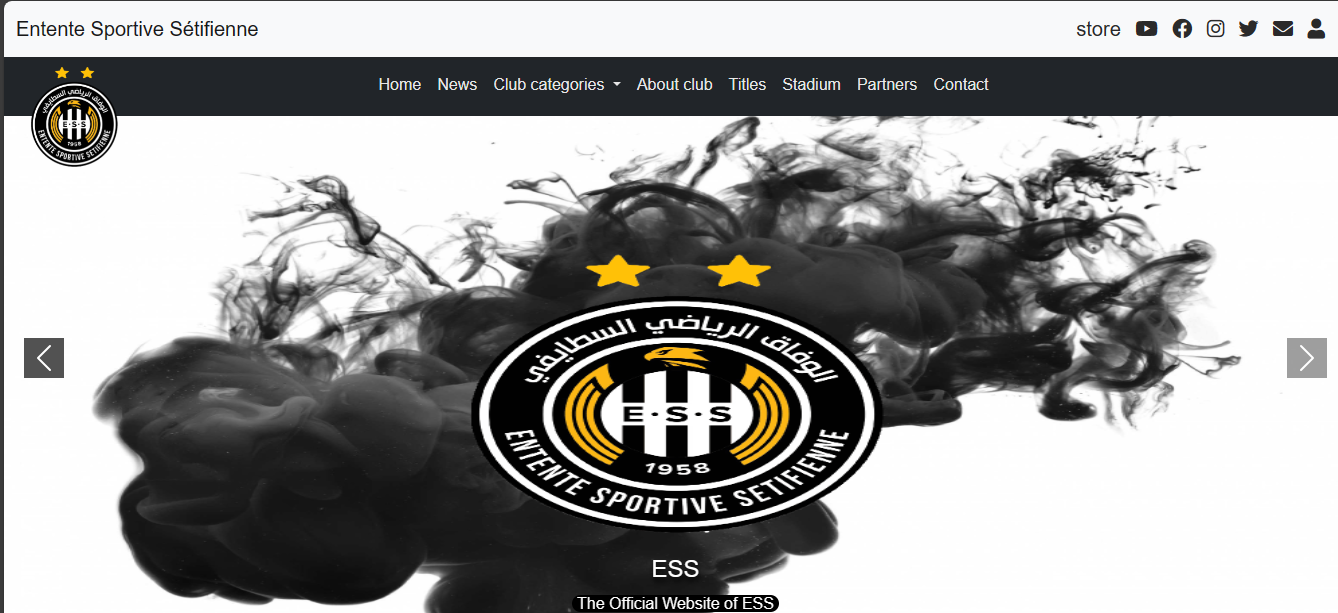 Entente Sportive Sétifienne
store
Home News Club categories About club Titles Stadium Partners Contact
الوفاق الرياضي السطايفي
E·S·S
1958
ENTENTE SPORTIVE SETIFIENNE
الوفاق الرياضي السطايفي
E·S·S
1958
ENTENTE SPORTIVE SETIFIENNE
ESS
The Official Website of ESS